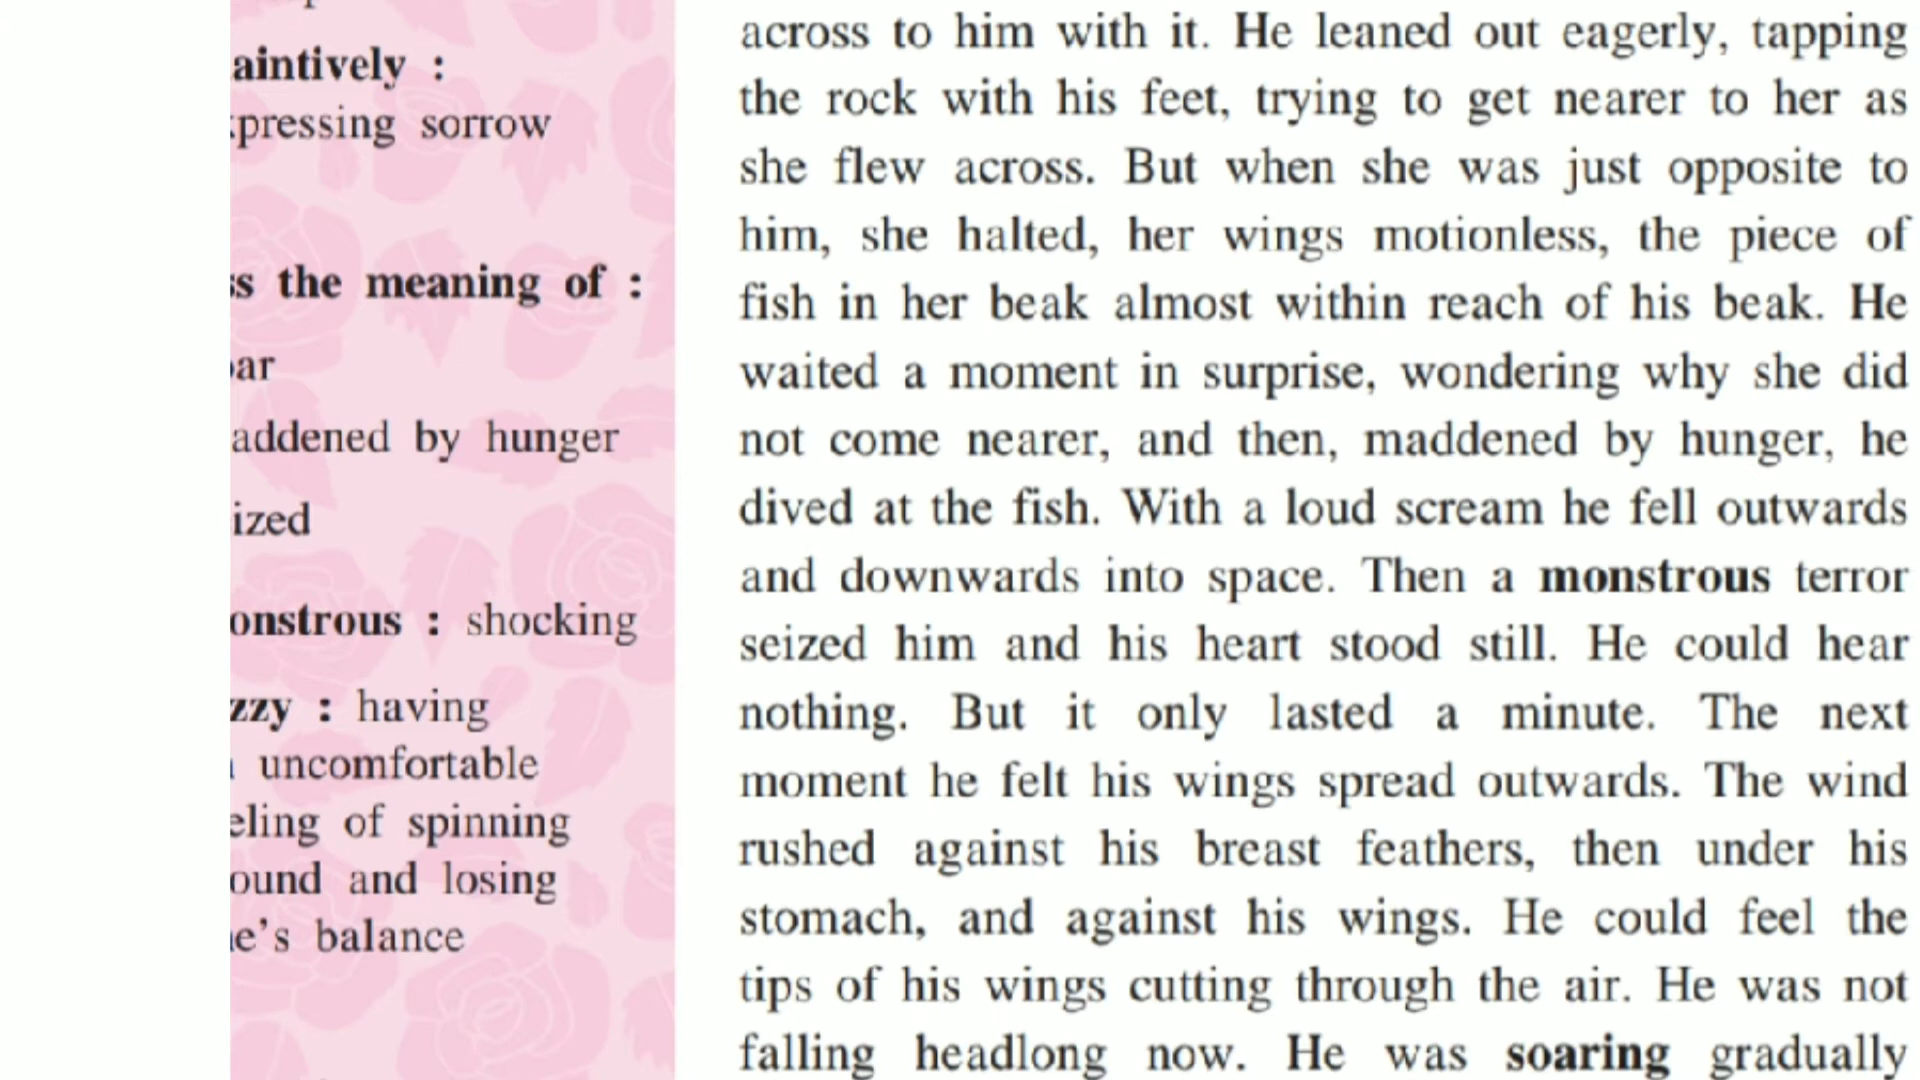 aintively :
pressing sorrow
s the meaning of :
ar
addened by hunger
ized
onstrous : shocking
zzy : having
uncomfortable
eling of spinning
ound and losing
e's balance
across to him with it. He leaned out eagerly, tapping
the rock with his feet, trying to get nearer to her as
she flew across. But when she was just opposite to
him, she halted, her wings motionless, the piece of
fish in her beak almost within reach of his beak. He
waited a moment in surprise, wondering why she did
not come nearer, and then, maddened by hunger, he
dived at the fish. With a loud scream he fell outwards
and downwards into space. Then a monstrous terror
seized him and his heart stood still. He could hear
nothing. But it only lasted a minute. The next
moment he felt his wings spread outwards. The wind
rushed against his breast feathers, then under his
stomach, and against his wings. He could feel the
tips of his wings cutting through the air. He was not
falling headlong now. He was soaring gradually